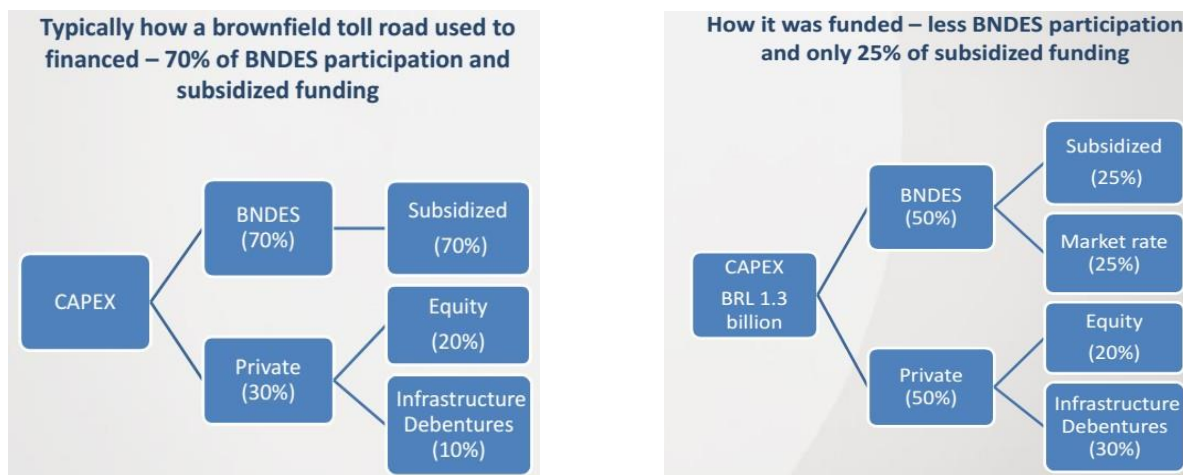 Typically how a brownfield toll road used to
financed – 70% of BNDES participation and
subsidized funding
CAPEX
BNDES
(70%)
Subsidized
(70%)
Private
(30%)
Equity
(20%)
Infrastructure
Debentures
(10%)
How it was funded – less BNDES participation
and only 25% of subsidized funding
CAPEX
BRL 1.3
billion
BNDES
(50%)
Subsidized
(25%)
Market rate
(25%)
Private
(50%)
Equity
(20%)
Infrastructure
Debentures
(30%)